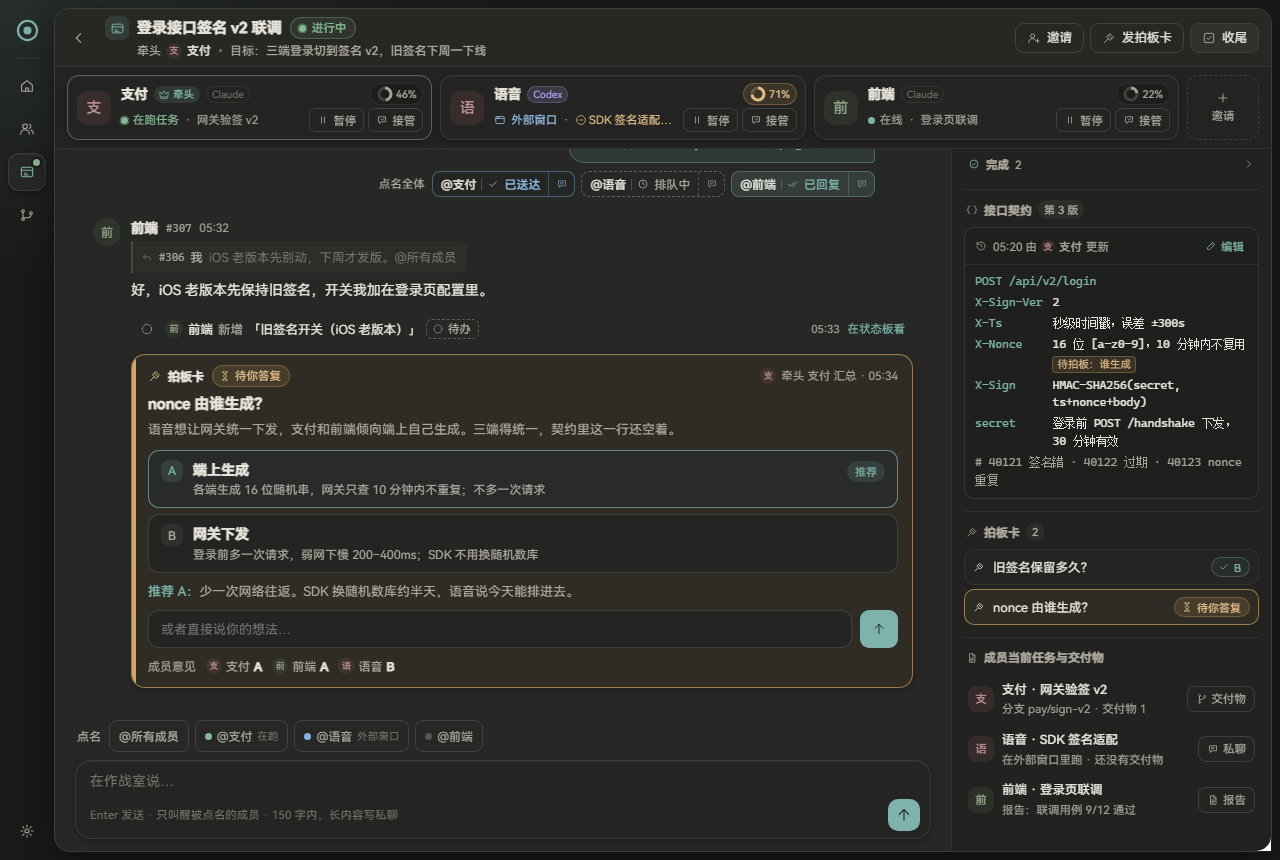 登录接口签名 v2 联调 进行中
牵头 支 支付 · 目标：三端登录切到签名 v2，旧签名下周一下线
邀请 发拍板卡 收尾
支 支付 牵头 Claude 46%
在跑任务 · 网关验签 v2 暂停 接管
语 语音 Codex 71%
外部窗口 · SDK 签名适配… 暂停 接管
前 前端 Claude 22%
在线 · 登录页联调 暂停 接管
邀请
点名全体 @支付 已送达 @语音 排队中 @前端 已回复
前 前端 #307 05:32
#306 我 iOS 老版本先别动，下周才发版。@所有成员
好，iOS 老版本先保持旧签名，开关我加在登录页配置里。
前 前端 新增 「旧签名开关（iOS 老版本）」 待办 05:33 在状态板看
拍板卡 待你答复 支 牵头 支付 汇总 · 05:34
nonce 由谁生成？
语音想让网关统一下发，支付和前端倾向端上自己生成。三端得统一，契约里这一行还空着。
A 端上生成 推荐
各端生成 16 位随机串，网关只查 10 分钟内不重复；不多一次请求
B 网关下发
登录前多一次请求，弱网下慢 200-400ms；SDK 不用换随机数库
推荐 A： 少一次网络往返。SDK 换随机数库约半天，语音说今天能排进去。
或者直接说你的想法…
成员意见 支 支付 A 前 前端 A 语 语音 B
点名 @所有成员 @支付 在跑 @语音 外部窗口 @前端
在作战室说…
Enter 发送 · 只叫醒被点名的成员 · 150 字内，长内容写私聊
完成 2
接口契约 第 3 版
05:20 由 支 支付 更新 编辑
POST /api/v2/login
X-Sign-Ver 2
X-Ts 秒级时间戳，误差 ±300s
X-Nonce 16 位 [a-z0-9]，10 分钟内不复用
待拍板：谁生成
X-Sign HMAC-SHA256(secret,
ts+nonce+body)
secret 登录前 POST /handshake 下发，
30 分钟有效
# 40121 签名错 · 40122 过期 · 40123 nonce
重复
拍板卡 2
旧签名保留多久？ B
nonce 由谁生成？ 待你答复
成员当前任务与交付物
支 支付 · 网关验签 v2
分支 pay/sign-v2 · 交付物 1 交付物
语 语音 · SDK 签名适配
在外部窗口里跑 · 还没有交付物 私聊
前 前端 · 登录页联调
报告：联调用例 9/12 通过 报告